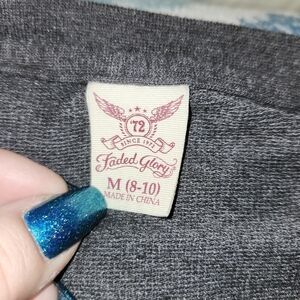 '72
SINCE 1972
Faded Glory
M (8-10)
MADE IN CHINA